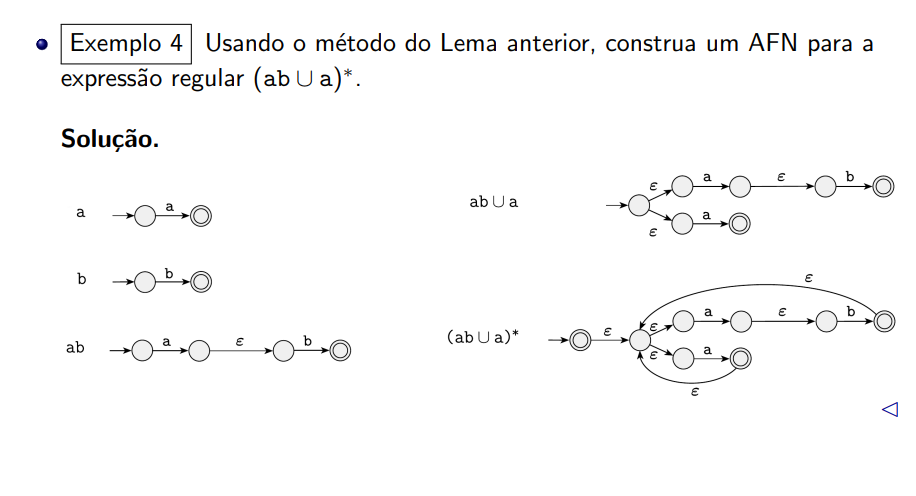 Exemplo 4 Usando o método do Lema anterior, construa um AFN para a
expressão regular (ab ∪ a)*.
Solução.
a
a
b
b
ab
a ε b
ab ∪ a
ε a ε b
ε a
(ab ∪ a)*
ε
ε ε a ε b
ε a
ε